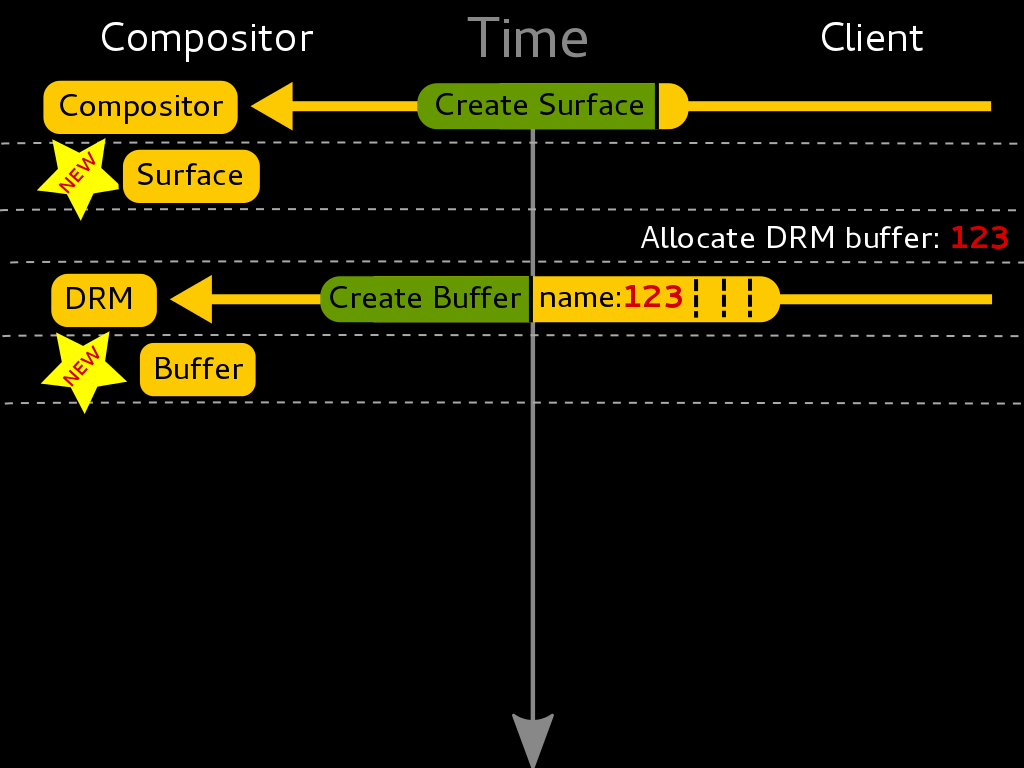 Compositor Time Client
Compositor Create Surface
NEW Surface
Allocate DRM buffer: 123
DRM Create Buffer name:123
NEW Buffer